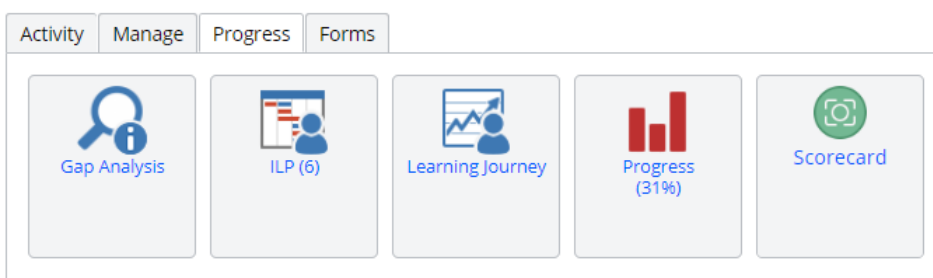 Activity Manage Progress Forms
Gap Analysis
ILP (6)
Learning Journey
Progress
(31%)
Scorecard